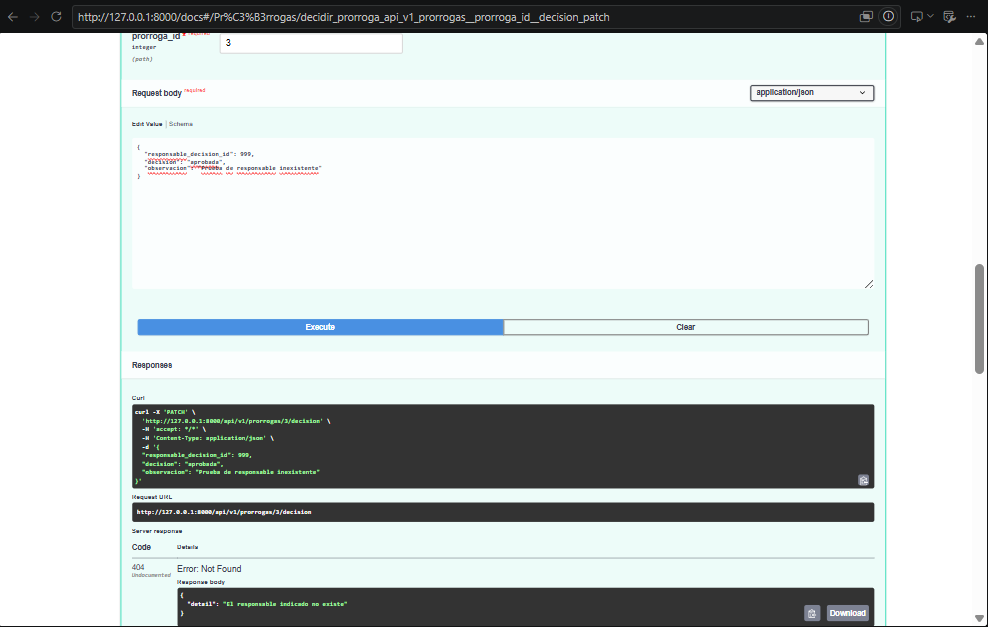 http://127.0.0.1:8000/docs#/Pr%C3%B3rrogas/decidir_prorroga_api_v1_prorrogas__prorroga_id__decision_patch
prorroga_id * required
integer
(path)
3
Request body required
application/json
Edit Value | Schema
{
"responsable_decision_id": 999,
"decision": "aprobada",
"observacion": "Prueba de responsable inexistente"
}
Execute
Clear
Responses
Curl
curl -X 'PATCH' \
'http://127.0.0.1:8000/api/v1/prorrogas/3/decision' \
-H 'accept: */*' \
-H 'Content-Type: application/json' \
-d '{
"responsable_decision_id": 999,
"decision": "aprobada",
"observacion": "Prueba de responsable inexistente"
}'
Request URL
http://127.0.0.1:8000/api/v1/prorrogas/3/decision
Server response
Code Details
404 Error: Not Found
Undocumented
Response body
{
"detail": "El responsable indicado no existe"
}
Download